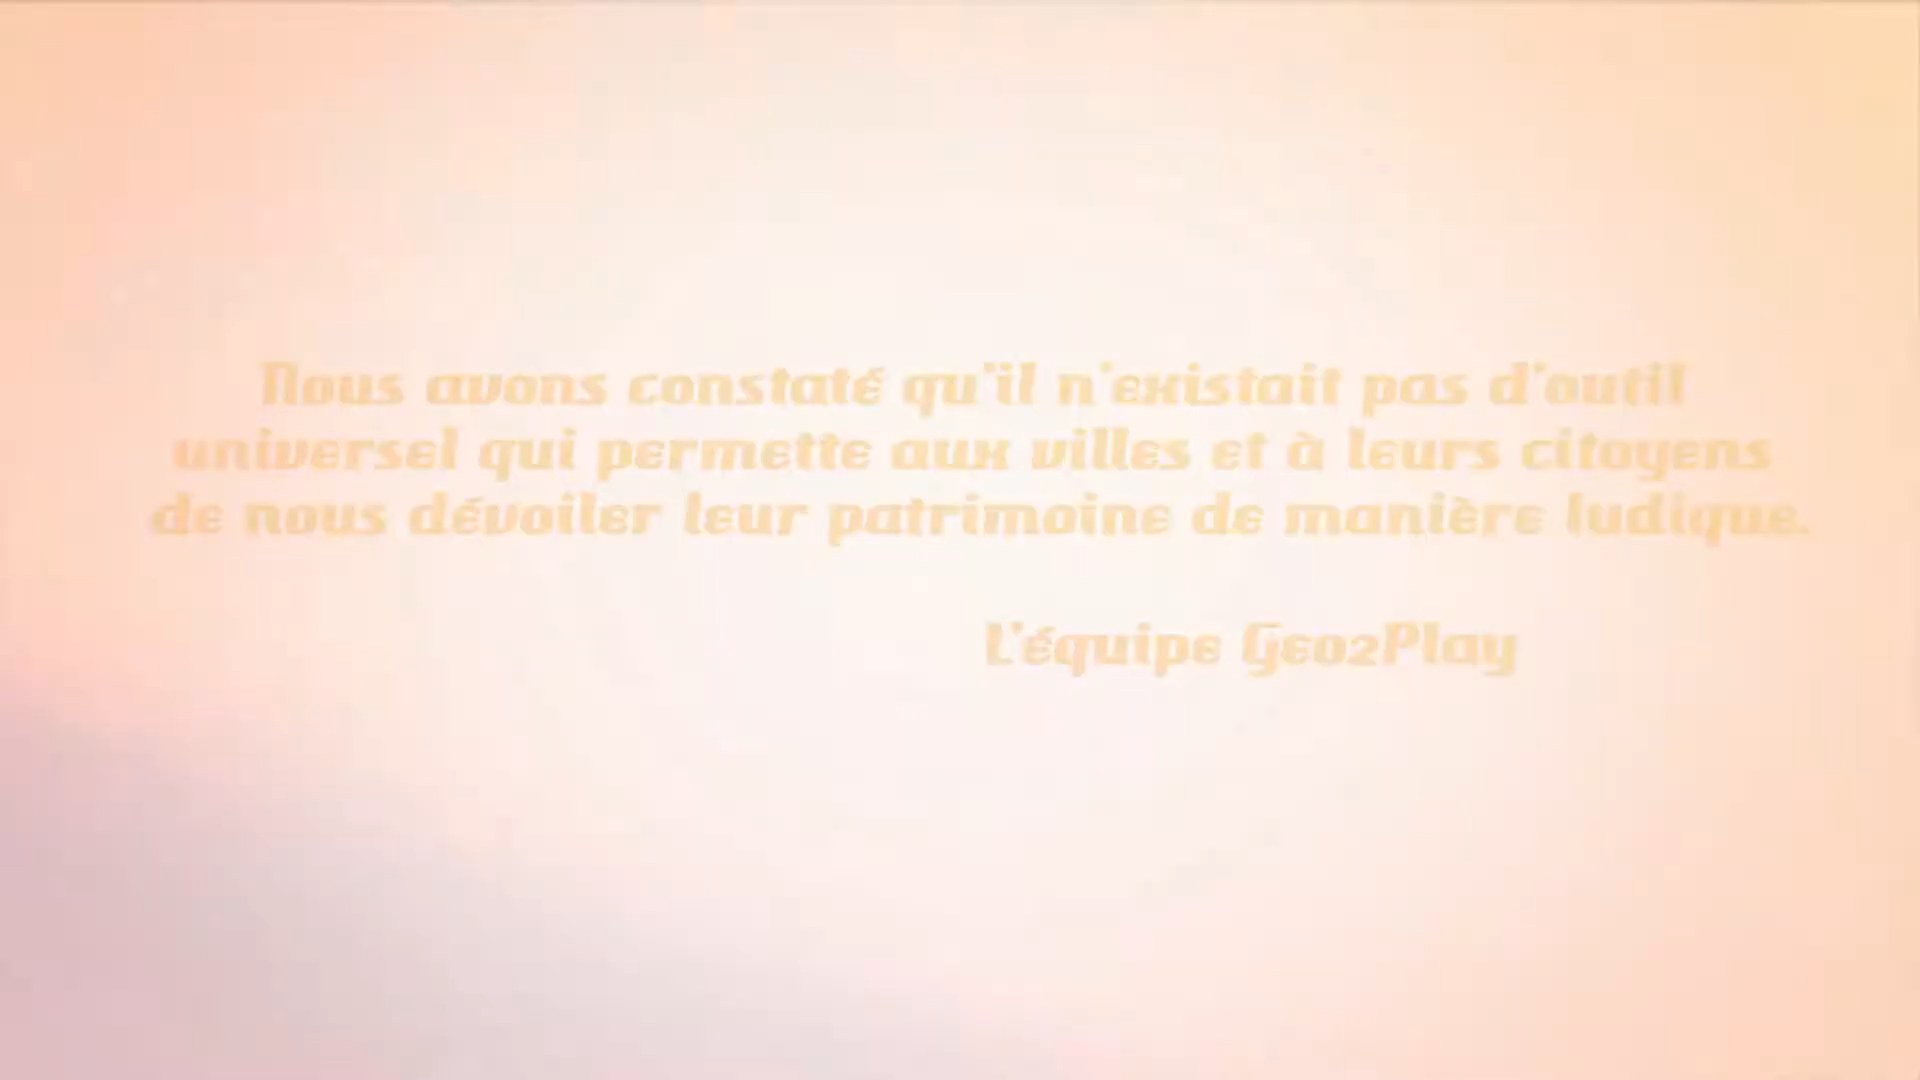 Nous avons constaté qu'il n'existait pas d'outil
universel qui permette aux villes et à leurs citoyens
de nous dévoiler leur patrimoine de manière ludique.
L'équipe Geo2Play